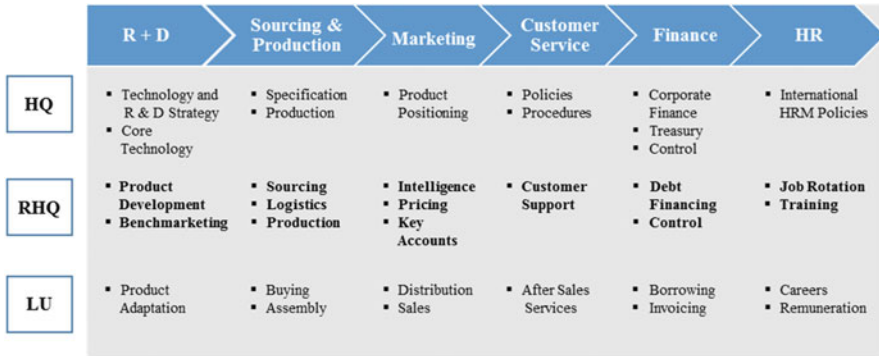 R + D
Sourcing &
Production
Marketing
Customer
Service
Finance
HR
HQ
▪ Technology and
R & D Strategy
▪ Core
Technology
▪ Specification
▪ Production
▪ Product
Positioning
▪ Policies
▪ Procedures
▪ Corporate
Finance
▪ Treasury
▪ Control
▪ International
HRM Policies
RHQ
▪ Product
Development
▪ Benchmarketing
▪ Sourcing
▪ Logistics
▪ Production
▪ Intelligence
▪ Pricing
▪ Key
Accounts
▪ Customer
Support
▪ Debt
Financing
▪ Control
▪ Job Rotation
▪ Training
LU
▪ Product
Adaptation
▪ Buying
▪ Assembly
▪ Distribution
▪ Sales
▪ After Sales
Services
▪ Borrowing
▪ Invoicing
▪ Careers
▪ Remuneration